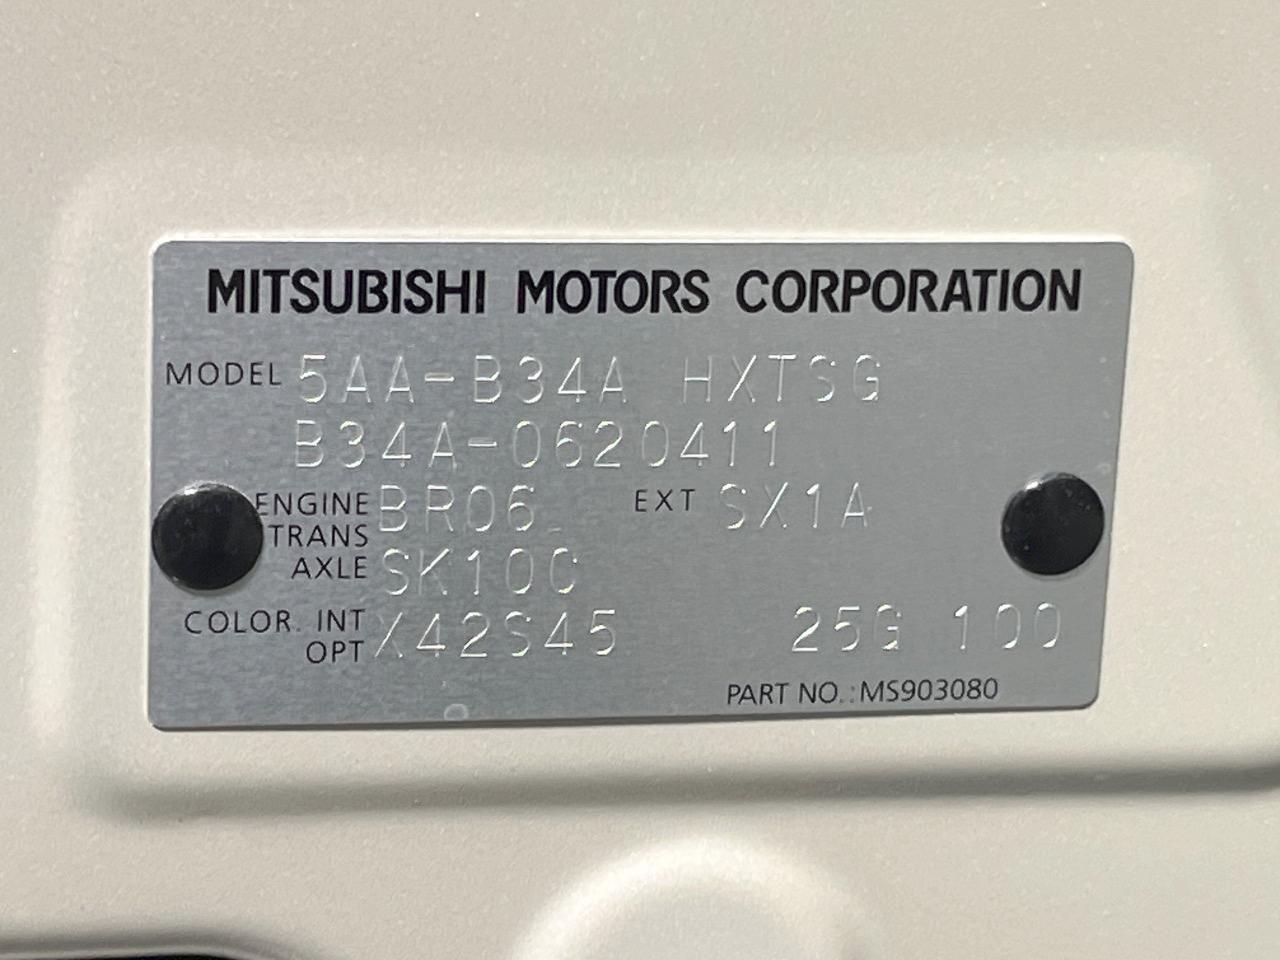 MITSUBISHI MOTORS CORPORATION
MODEL 5AA-B34A HXTSG
B34A-0620411
ENGINE BR06 EXT SX1A
TRANS
AXLE SK10C
COLOR. INT X42S45 25G 100
OPT
PART NO.:MS903080